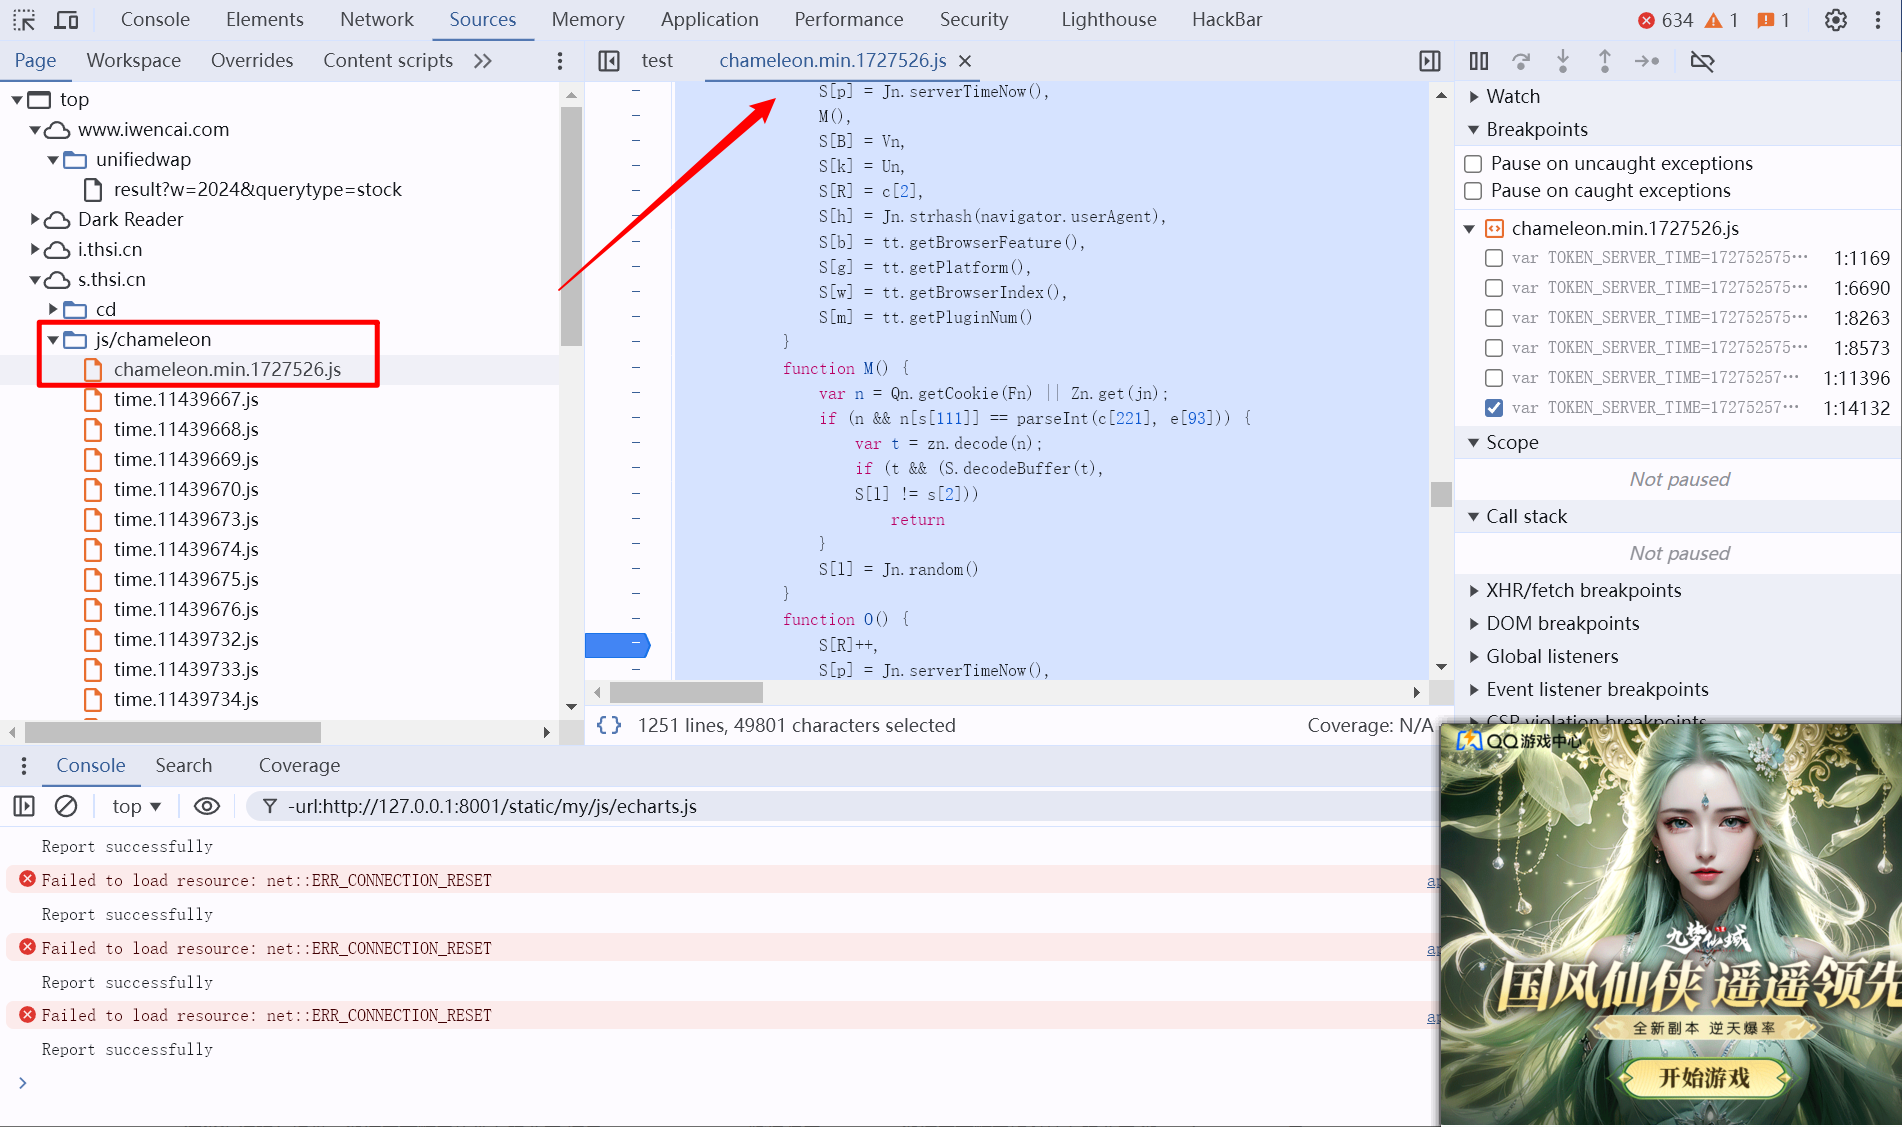 Console Elements Network Sources Memory Application Performance Security Lighthouse HackBar 634 1 1
Page Workspace Overrides Content scripts
top
www.iwencai.com
unifiedwap
result?w=2024&querytype=stock
Dark Reader
i.thsi.cn
s.thsi.cn
cd
js/chameleon
chameleon.min.1727526.js
time.11439667.js
time.11439668.js
time.11439669.js
time.11439670.js
time.11439673.js
time.11439674.js
time.11439675.js
time.11439676.js
time.11439732.js
time.11439733.js
time.11439734.js
test chameleon.min.1727526.js
S[p] = Jn.serverTimeNow(),
M(),
S[B] = Vn,
S[k] = Un,
S[R] = c[2],
S[h] = Jn.strhash(navigator.userAgent),
S[b] = tt.getBrowserFeature(),
S[g] = tt.getPlatform(),
S[w] = tt.getBrowserIndex(),
S[m] = tt.getPluginNum()
}
function M() {
var n = Qn.getCookie(Fn) || Zn.get(jn);
if (n && n[s[111]] == parseInt(c[221], e[93])) {
var t = zn.decode(n);
if (t && (S.decodeBuffer(t),
S[l] != s[2]))
return
}
S[l] = Jn.random()
}
function O() {
S[R]++,
S[p] = Jn.serverTimeNow(),
{} 1251 lines, 49801 characters selected Coverage: N/A
Watch
Breakpoints
Pause on uncaught exceptions
Pause on caught exceptions
chameleon.min.1727526.js
var TOKEN_SERVER_TIME=172752575… 1:1169
var TOKEN_SERVER_TIME=172752575… 1:6690
var TOKEN_SERVER_TIME=172752575… 1:8263
var TOKEN_SERVER_TIME=172752575… 1:8573
var TOKEN_SERVER_TIME=17275257… 1:11396
var TOKEN_SERVER_TIME=17275257… 1:14132
Scope
Not paused
Call stack
Not paused
XHR/fetch breakpoints
DOM breakpoints
Global listeners
Event listener breakpoints
CSP violation breakpoints
Console Search Coverage
top -url:http://127.0.0.1:8001/static/my/js/echarts.js
Report successfully
Failed to load resource: net::ERR_CONNECTION_RESET
Report successfully
Failed to load resource: net::ERR_CONNECTION_RESET
Report successfully
Failed to load resource: net::ERR_CONNECTION_RESET
Report successfully
QQ游戏中心
九梦仙域
国风仙侠 遥遥领先
全新副本 逆天爆率
开始游戏